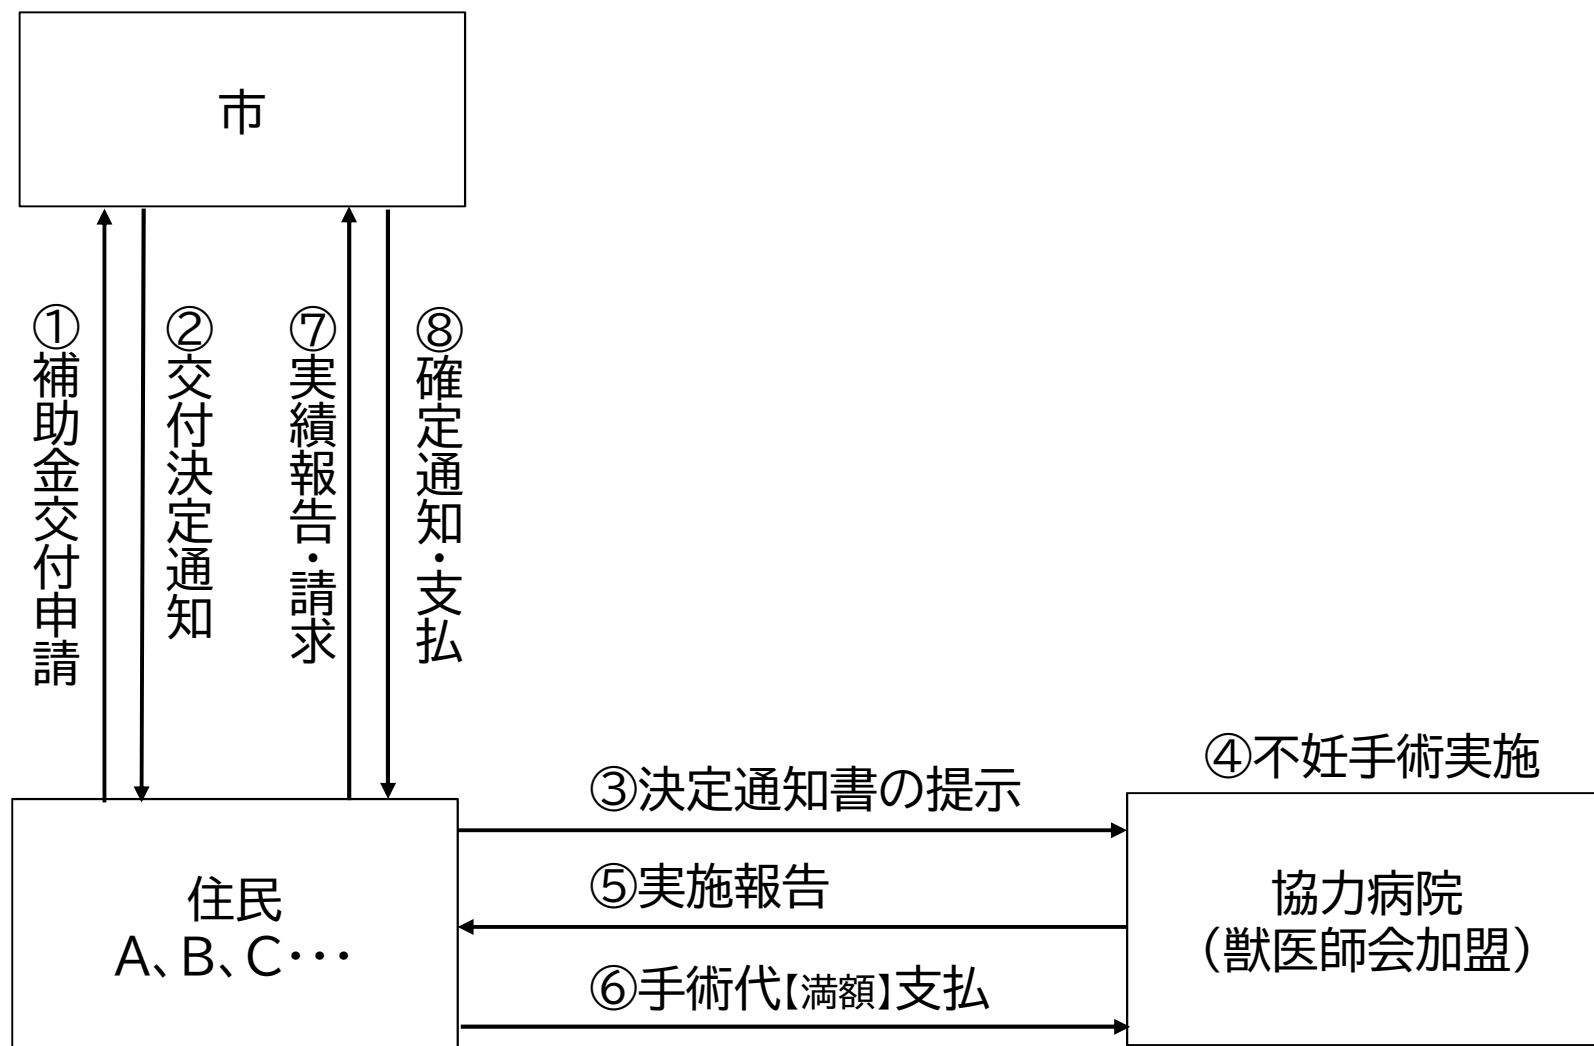 市
①補助金交付申請
②交付決定通知
⑦実績報告・請求
⑧確定通知・支払
③決定通知書の提示
④不妊手術実施
⑤実施報告
⑥手術代【満額】支払
住民
A、B、C・・・
協力病院
（獣医師会加盟）